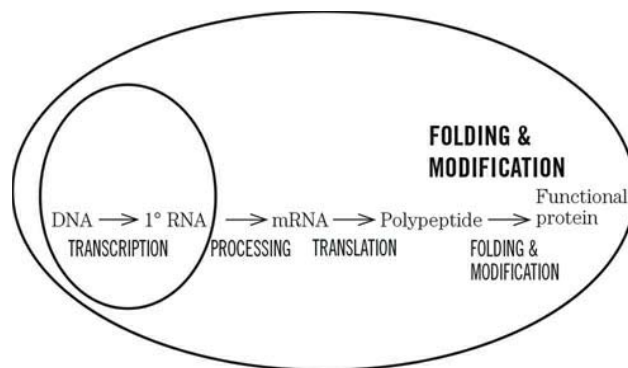 FOLDING &
MODIFICATION
Functional
DNA → 1° RNA → mRNA → Polypeptide → protein
TRANSCRIPTION PROCESSING TRANSLATION FOLDING &
MODIFICATION